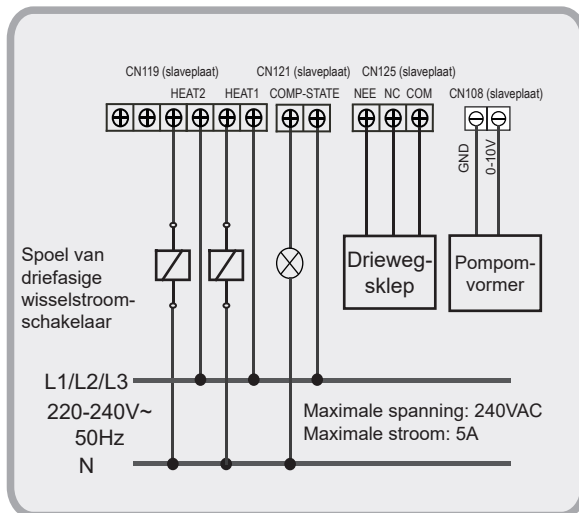 CN119 (slaveplaat) CN121 (slaveplaat) CN125 (slaveplaat)
HEAT2 HEAT1 COMP-STATE NEE NC COM CN108 (slaveplaat)
GND
0-10V
Spoel van
driefasige
wisselstroom-
schakelaar
Drieweg-
sklep
Pompom-
vormer
L1/L2/L3
220-240V~
50Hz
N
Maximale spanning: 240VAC
Maximale stroom: 5A